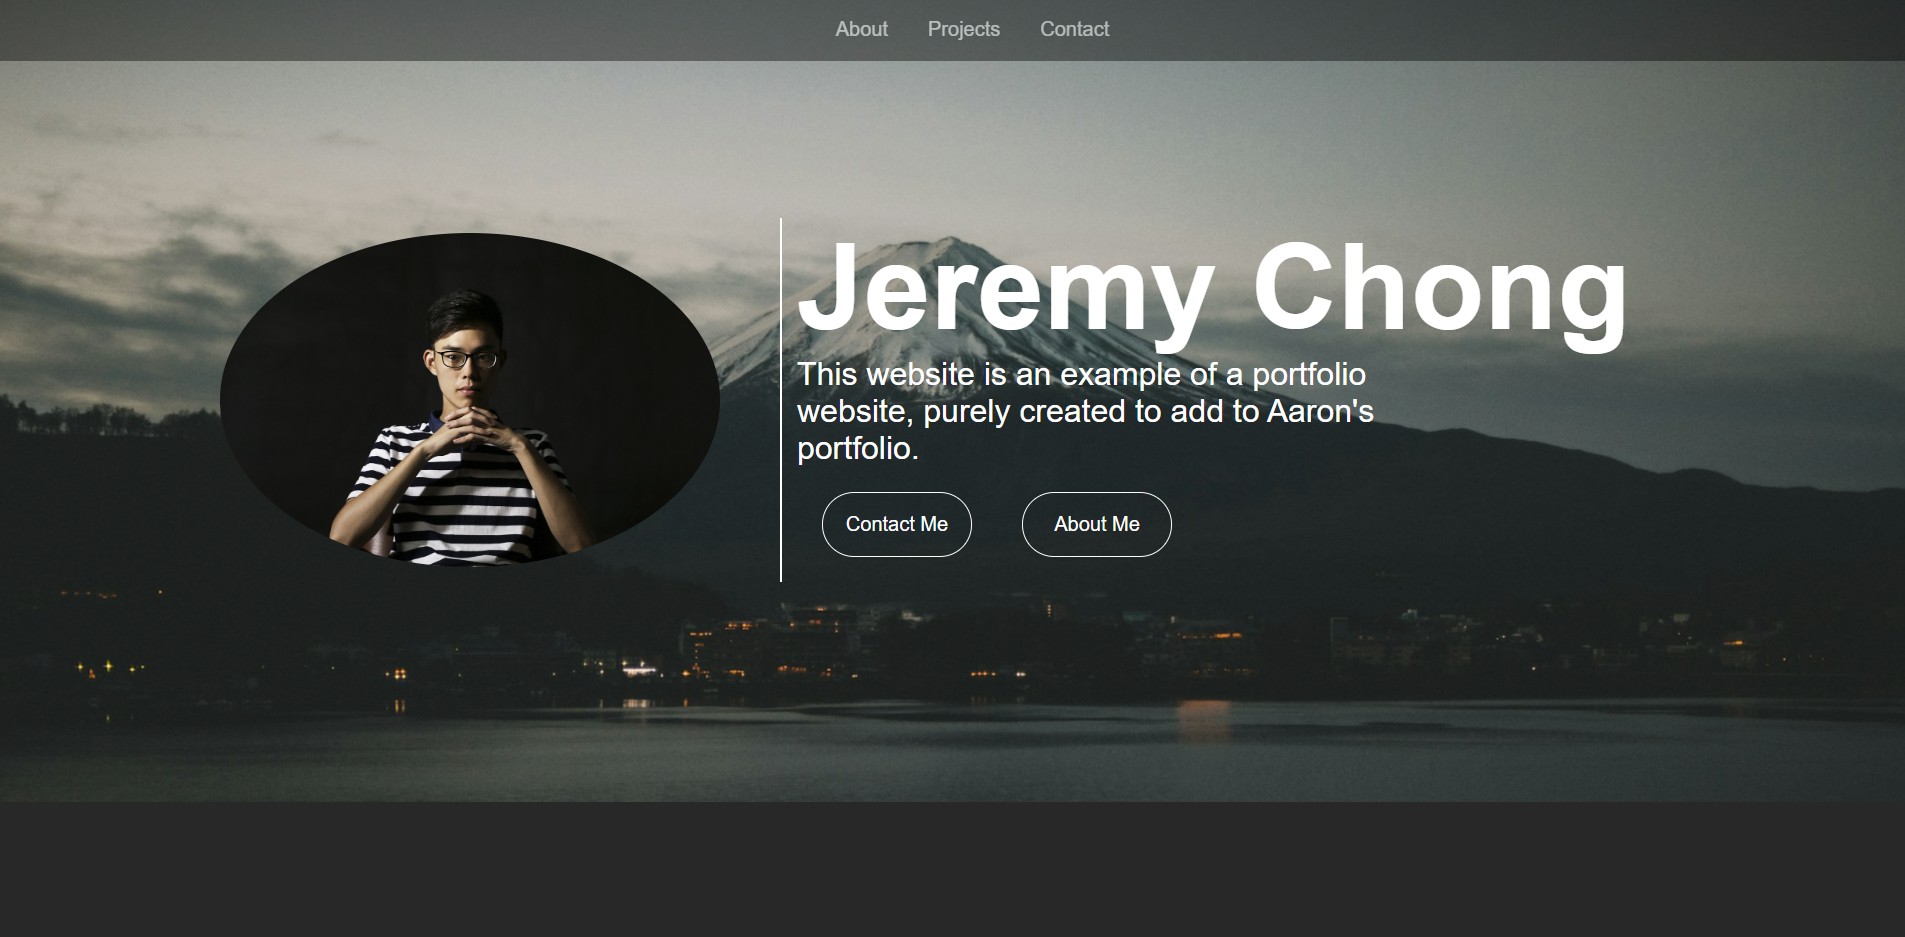 About Projects Contact
Jeremy Chong
This website is an example of a portfolio
website, purely created to add to Aaron's
portfolio.
Contact Me About Me